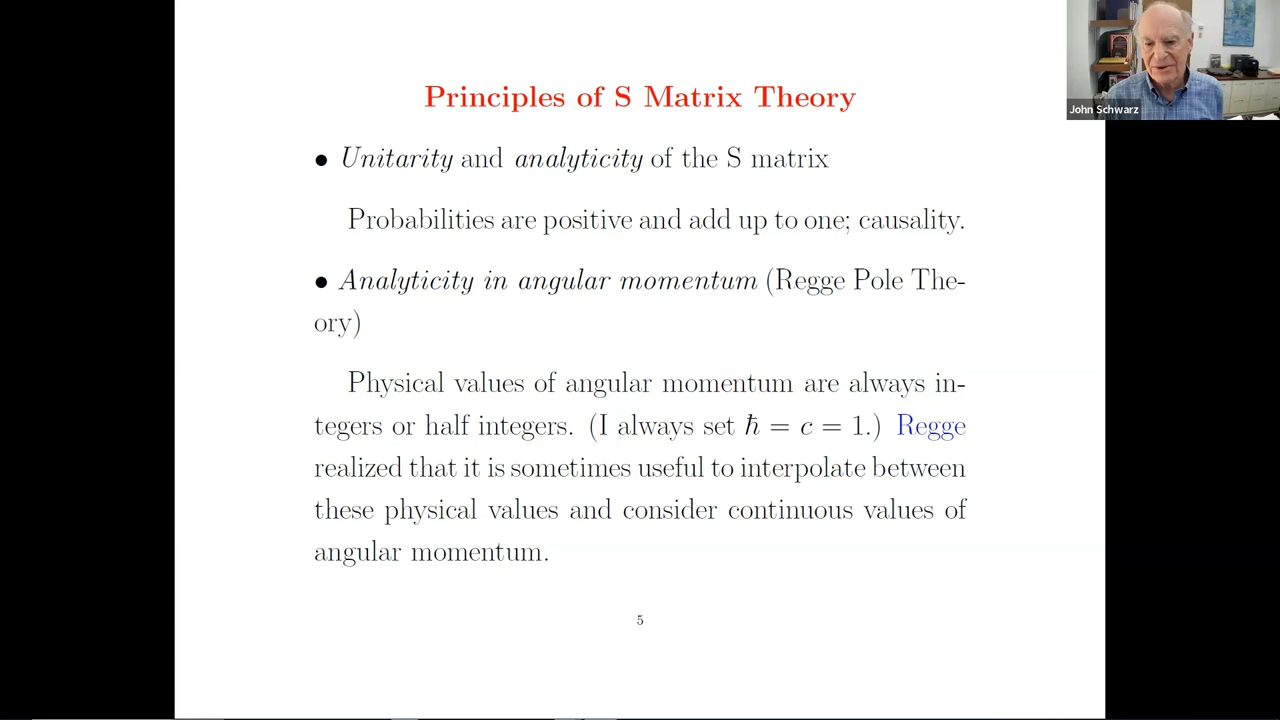 Principles of S Matrix Theory
John Schwarz
• Unitarity and analyticity of the S matrix
Probabilities are positive and add up to one; causality.
• Analyticity in angular momentum (Regge Pole The-
ory)
Physical values of angular momentum are always in-
tegers or half integers. (I always set ℏ = c = 1.) Regge
realized that it is sometimes useful to interpolate between
these physical values and consider continuous values of
angular momentum.
5